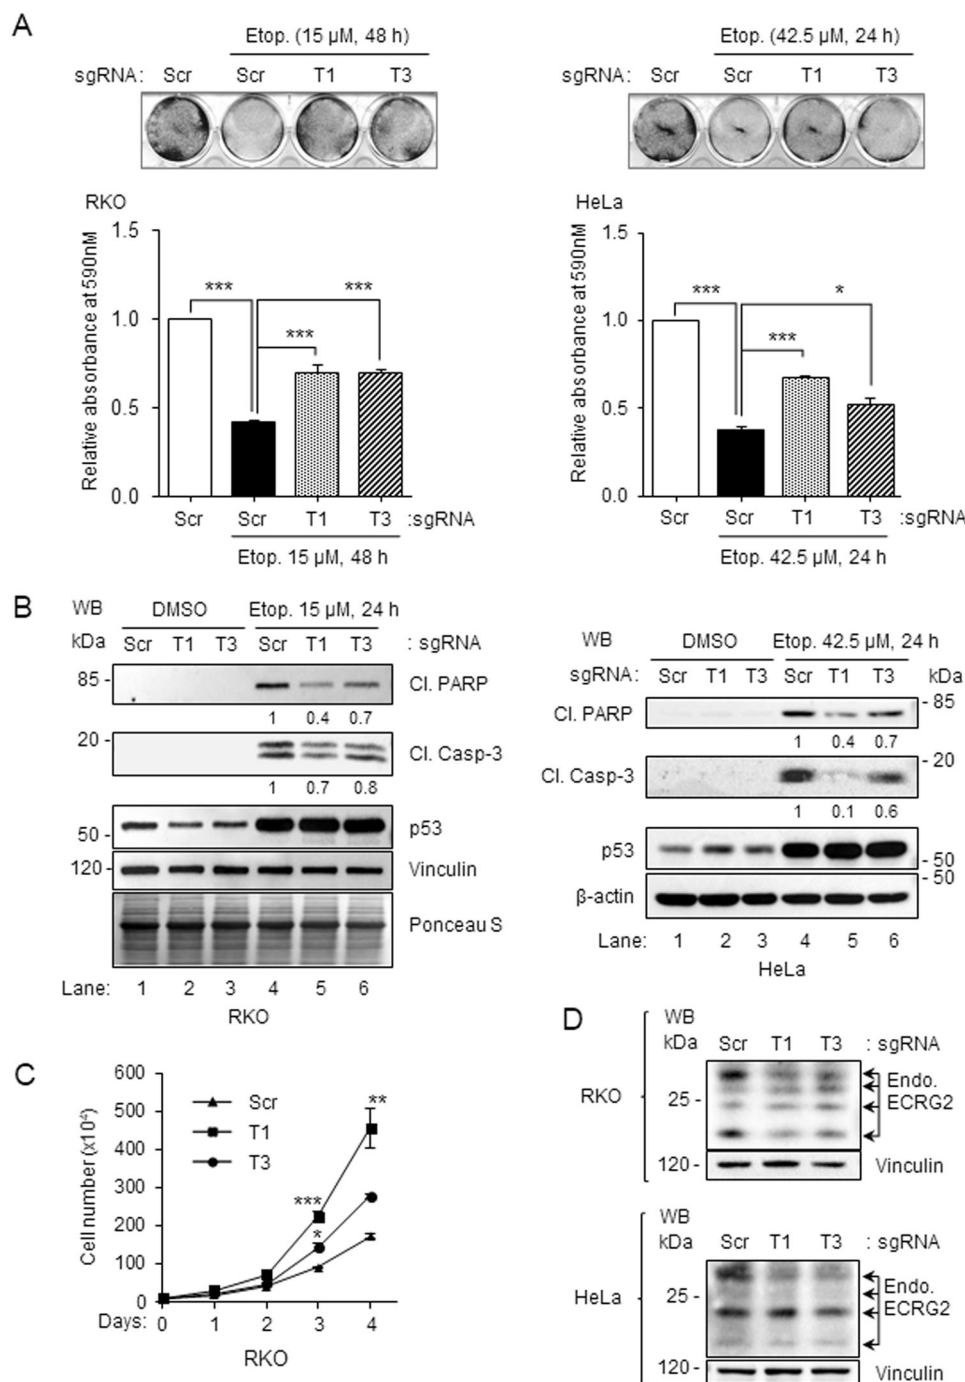 A
Etop. (15 µM, 48 h)
sgRNA: Scr Scr T1 T3
RKO
Relative absorbance at 590nM
1.5
1.0
0.5
0.0
*** *** ***
Scr Scr T1 T3 :sgRNA
Etop. 15 µM, 48 h
Etop. (42.5 µM, 24 h)
sgRNA: Scr Scr T1 T3
HeLa
Relative absorbance at 590nM
1.5
1.0
0.5
0.0
*** * ***
Scr Scr T1 T3 :sgRNA
Etop. 42.5 µM, 24 h
B
WB DMSO Etop. 15 µM, 24 h
kDa Scr T1 T3 Scr T1 T3 : sgRNA
85 - Cl. PARP
1 0.4 0.7
20 - Cl. Casp-3
1 0.7 0.8
50 - p53
120 - Vinculin
Ponceau S
Lane: 1 2 3 4 5 6
RKO
WB DMSO Etop. 42.5 µM, 24 h
sgRNA: Scr T1 T3 Scr T1 T3 kDa
Cl. PARP - 85
1 0.4 0.7
Cl. Casp-3 - 20
1 0.1 0.6
p53 - 50
β-actin - 50
Lane: 1 2 3 4 5 6
HeLa
C
Cell number (x10⁴)
600
500
400
300
200
100
0
Scr
T1
T3
**
***
*
Days: 0 1 2 3 4
RKO
D
WB
kDa Scr T1 T3 : sgRNA
RKO
25 -
Endo.
ECRG2
120 - Vinculin
WB
kDa Scr T1 T3 : sgRNA
HeLa
25 -
Endo.
ECRG2
120 - Vinculin